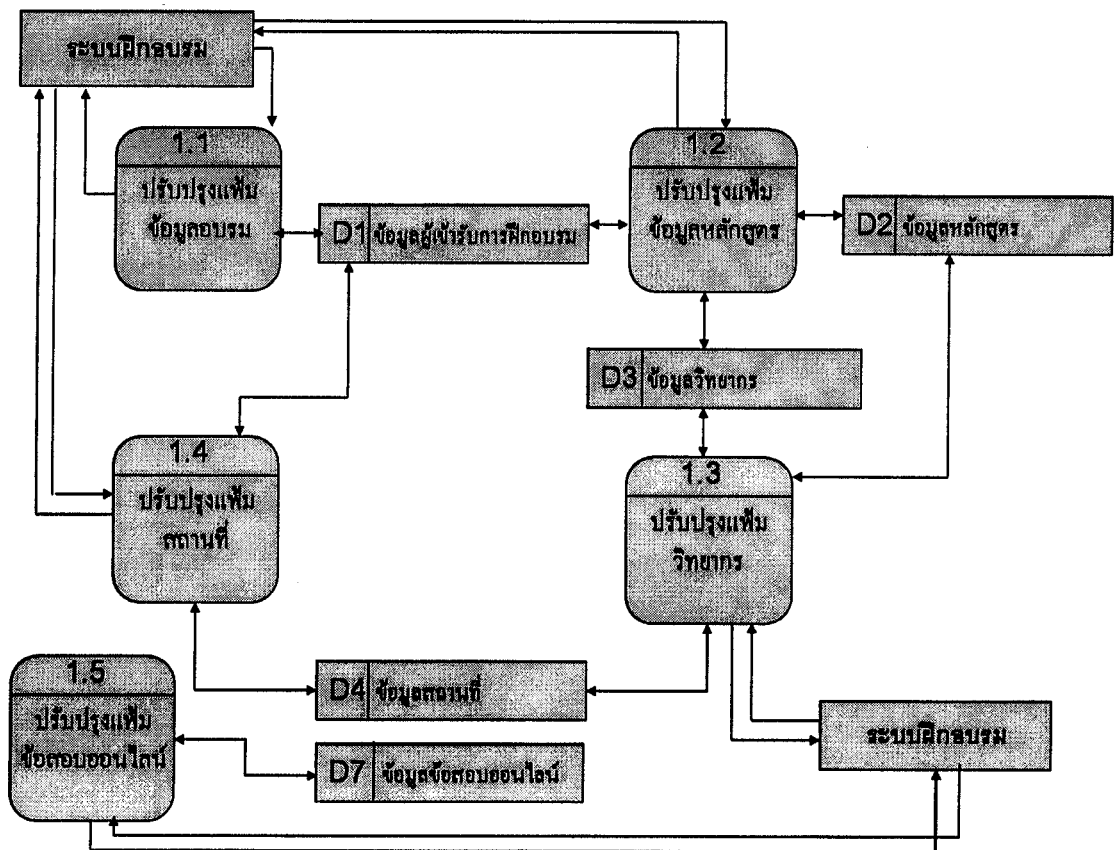 ระบบฝึกอบรม
1.1
ปรับปรุงแฟ้ม
ข้อมูลอบรม
1.2
ปรับปรุงแฟ้ม
ข้อมูลหลักสูตร
D1 ข้อมูลผู้เข้ารับการฝึกอบรม
D2 ข้อมูลหลักสูตร
D3 ข้อมูลวิทยากร
1.4
ปรับปรุงแฟ้ม
สถานที่
1.3
ปรับปรุงแฟ้ม
วิทยากร
1.5
ปรับปรุงแฟ้ม
ข้อสอบออนไลน์
D4 ข้อมูลสถานที่
ระบบฝึกอบรม
D7 ข้อมูลข้อสอบออนไลน์